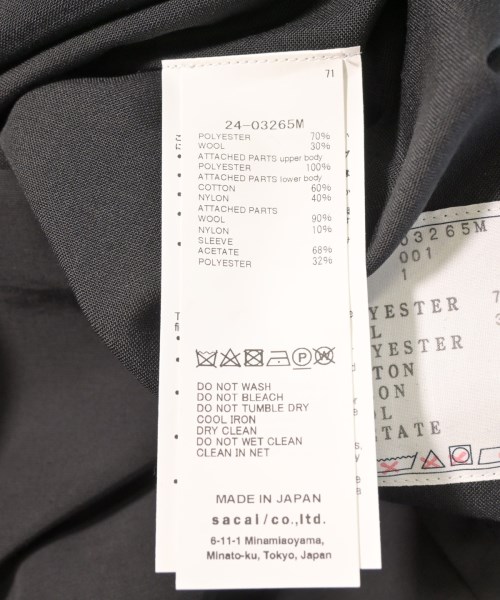 71
24-03265M
POLYESTER 70%
WOOL 30%
ATTACHED PARTS upper body
POLYESTER 100%
ATTACHED PARTS lower body
COTTON 60%
NYLON 40%
ATTACHED PARTS
WOOL 90%
NYLON 10%
SLEEVE
ACETATE 68%
POLYESTER 32%
P
W
DO NOT WASH
DO NOT BLEACH
DO NOT TUMBLE DRY
COOL IRON
DRY CLEAN
DO NOT WET CLEAN
CLEAN IN NET
MADE IN JAPAN
sacai/co.,ltd.
6-11-1 Minamiaoyama,
Minato-ku, Tokyo, Japan
03265M
001
1
YESTER
L
YESTER
TON
ON
OL
TATE